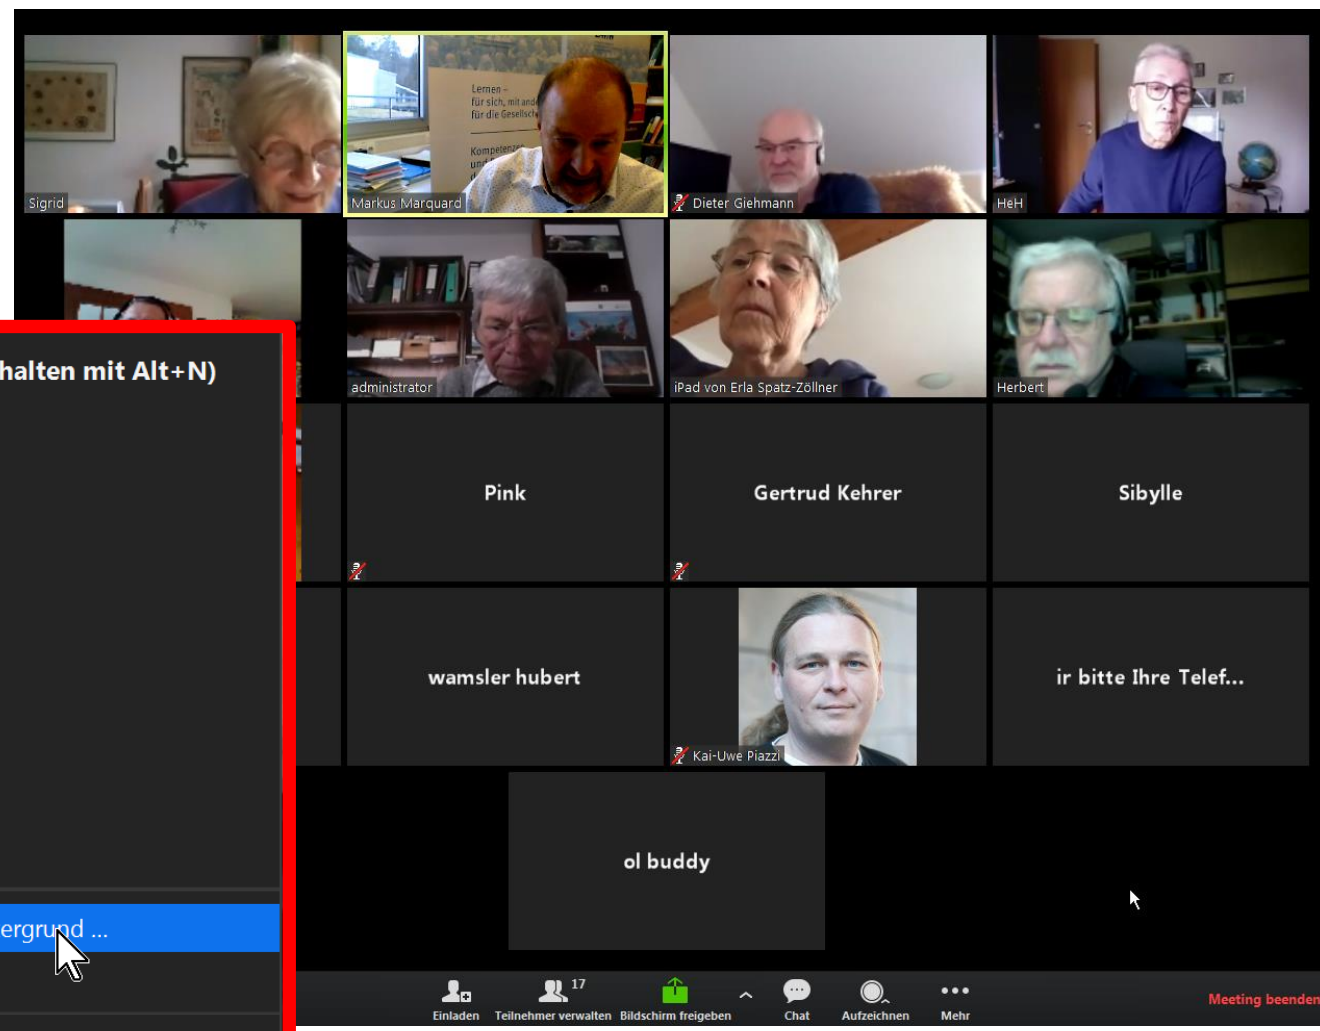 Lernen –
für sich, mit
für die
Kompetenzen
Sigrid
Markus Marquard
Dieter Giehmann
HeH
halten mit Alt+N)
administrator
iPad von Erla Spatz-Zöllner
Herbert
Pink
Gertrud Kehrer
Sibylle
wamsler hubert
Kai-Uwe Piazzi
ir bitte Ihre Telef...
ol buddy
ergrund ...
17
Einladen
Teilnehmer verwalten
Bildschirm freigeben
Chat
Aufzeichnen
Mehr
Meeting beenden